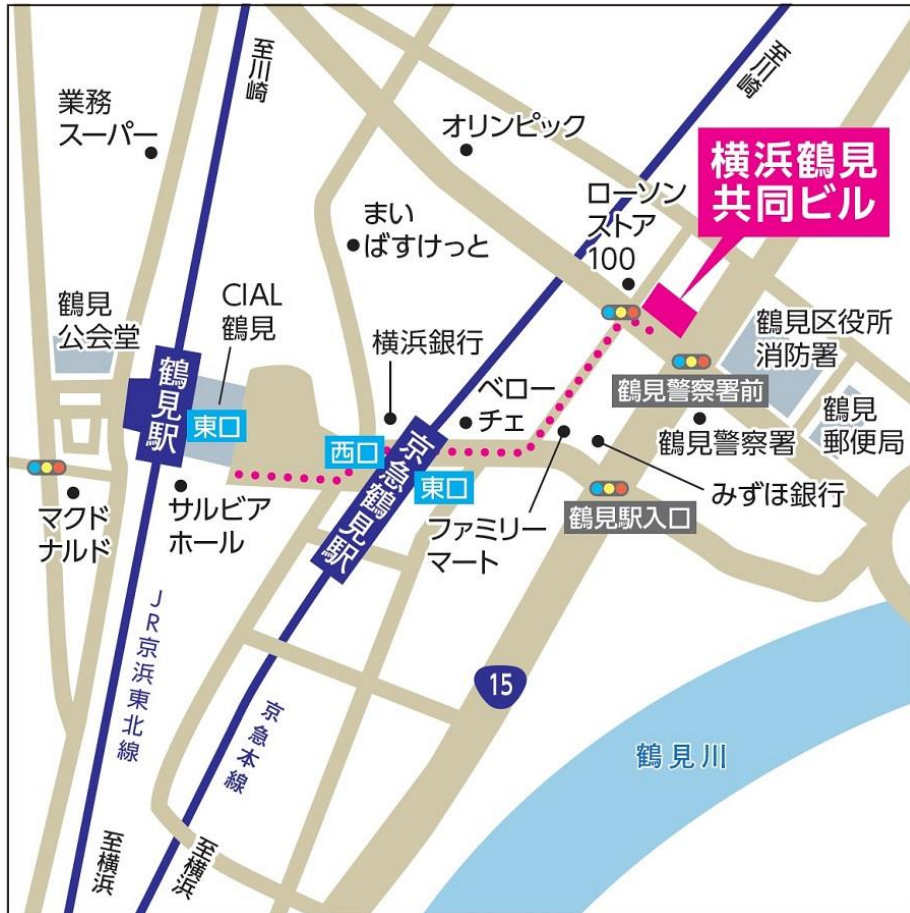 至川崎
至川崎
業務
スーパー
オリンピック
横浜鶴見
共同ビル
まい
ばすけっと
ローソン
ストア
100
鶴見
公会堂
CIAL
鶴見
横浜銀行
鶴見区役所
消防署
鶴見駅
東口
ベロー
チェ
鶴見警察署前
鶴見
郵便局
西口
京急鶴見駅
東口
鶴見警察署
マクド
ナルド
サルビア
ホール
ファミリー
マート
みずほ銀行
鶴見駅入口
JR京浜東北線
京急本線
15
鶴見川
至横浜
至横浜